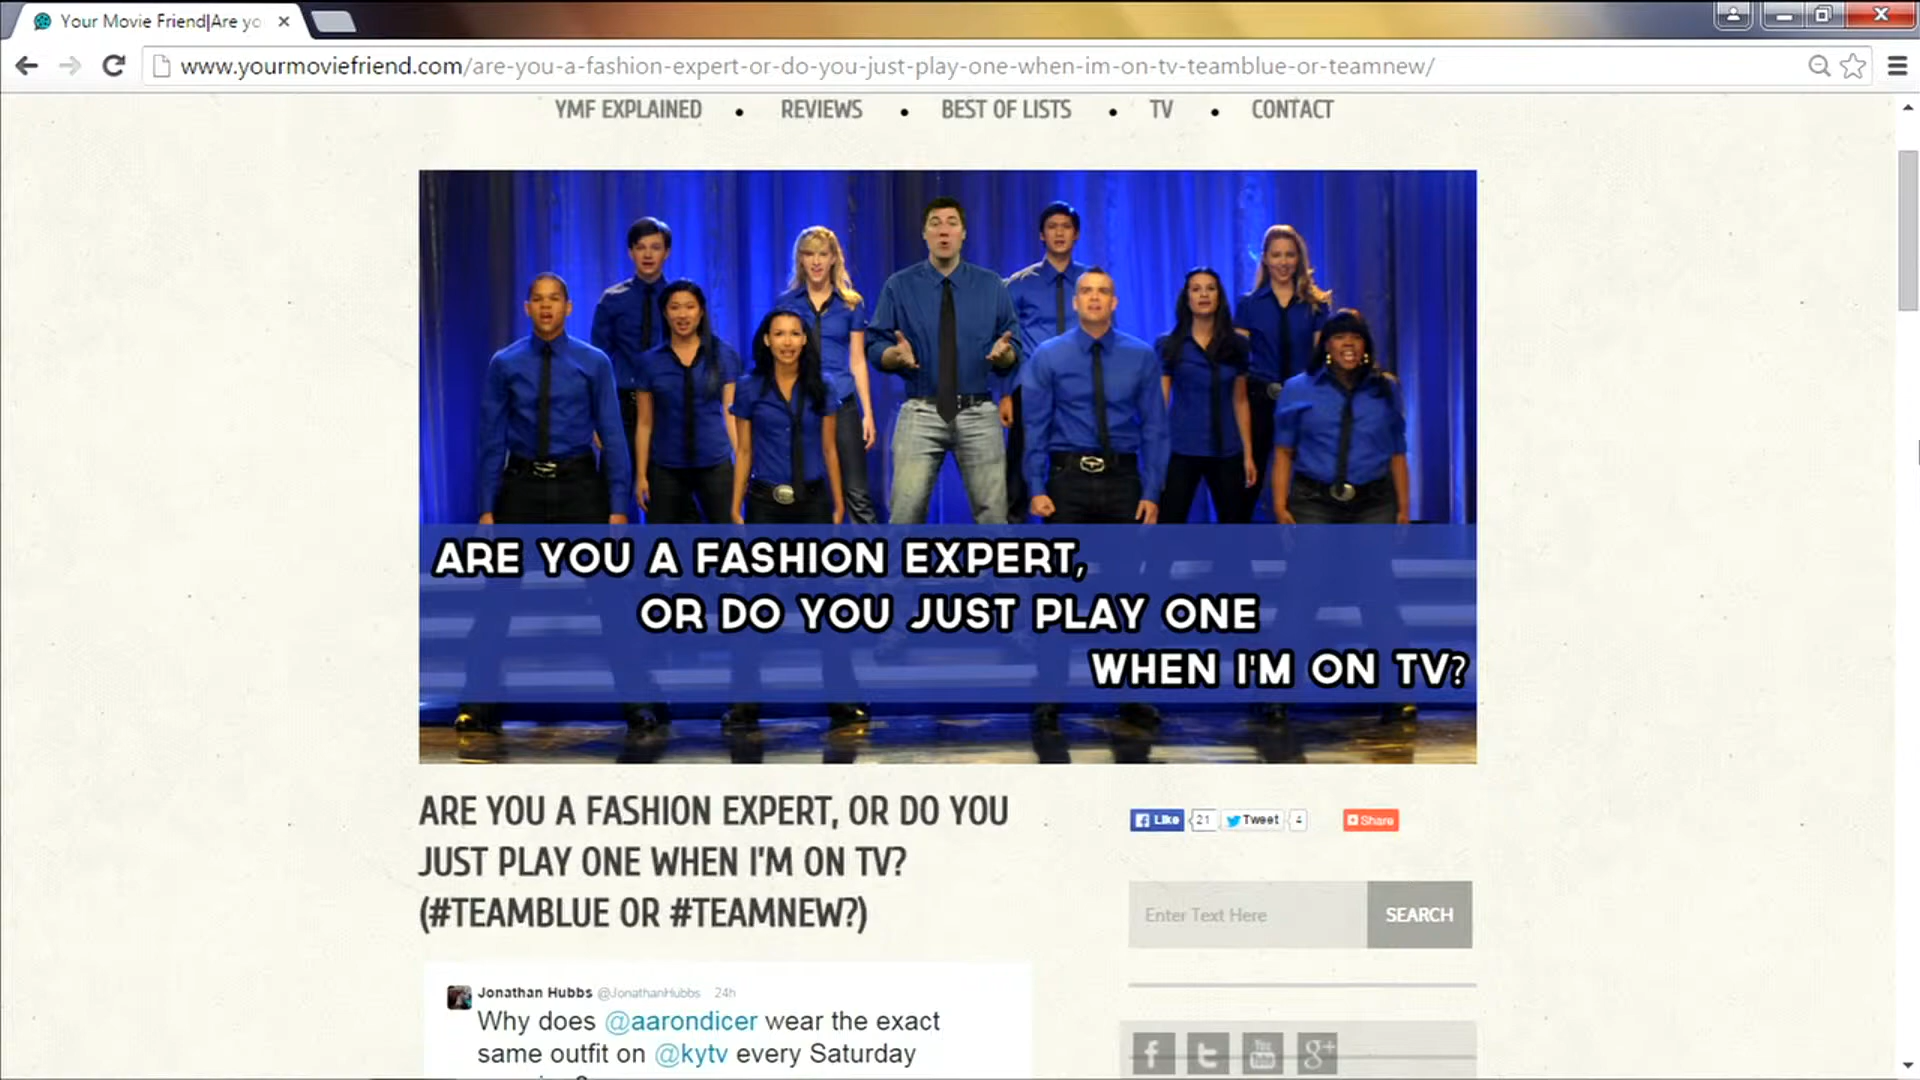 Your Movie Friend|Are yo
www.yourmoviefriend.com/are-you-a-fashion-expert-or-do-you-just-play-one-when-im-on-tv-teamblue-or-teamnew/
YMF EXPLAINED • REVIEWS • BEST OF LISTS • TV • CONTACT
ARE YOU A FASHION EXPERT,
OR DO YOU JUST PLAY ONE
WHEN I'M ON TV?
ARE YOU A FASHION EXPERT, OR DO YOU
JUST PLAY ONE WHEN I'M ON TV?
(#TEAMBLUE OR #TEAMNEW?)
Like 21 Tweet 4 Share
Enter Text Here SEARCH
Jonathan Hubbs @JonathanHubbs 24h
Why does @aarondicer wear the exact
same outfit on @kytv every Saturday
f t You Tube g+